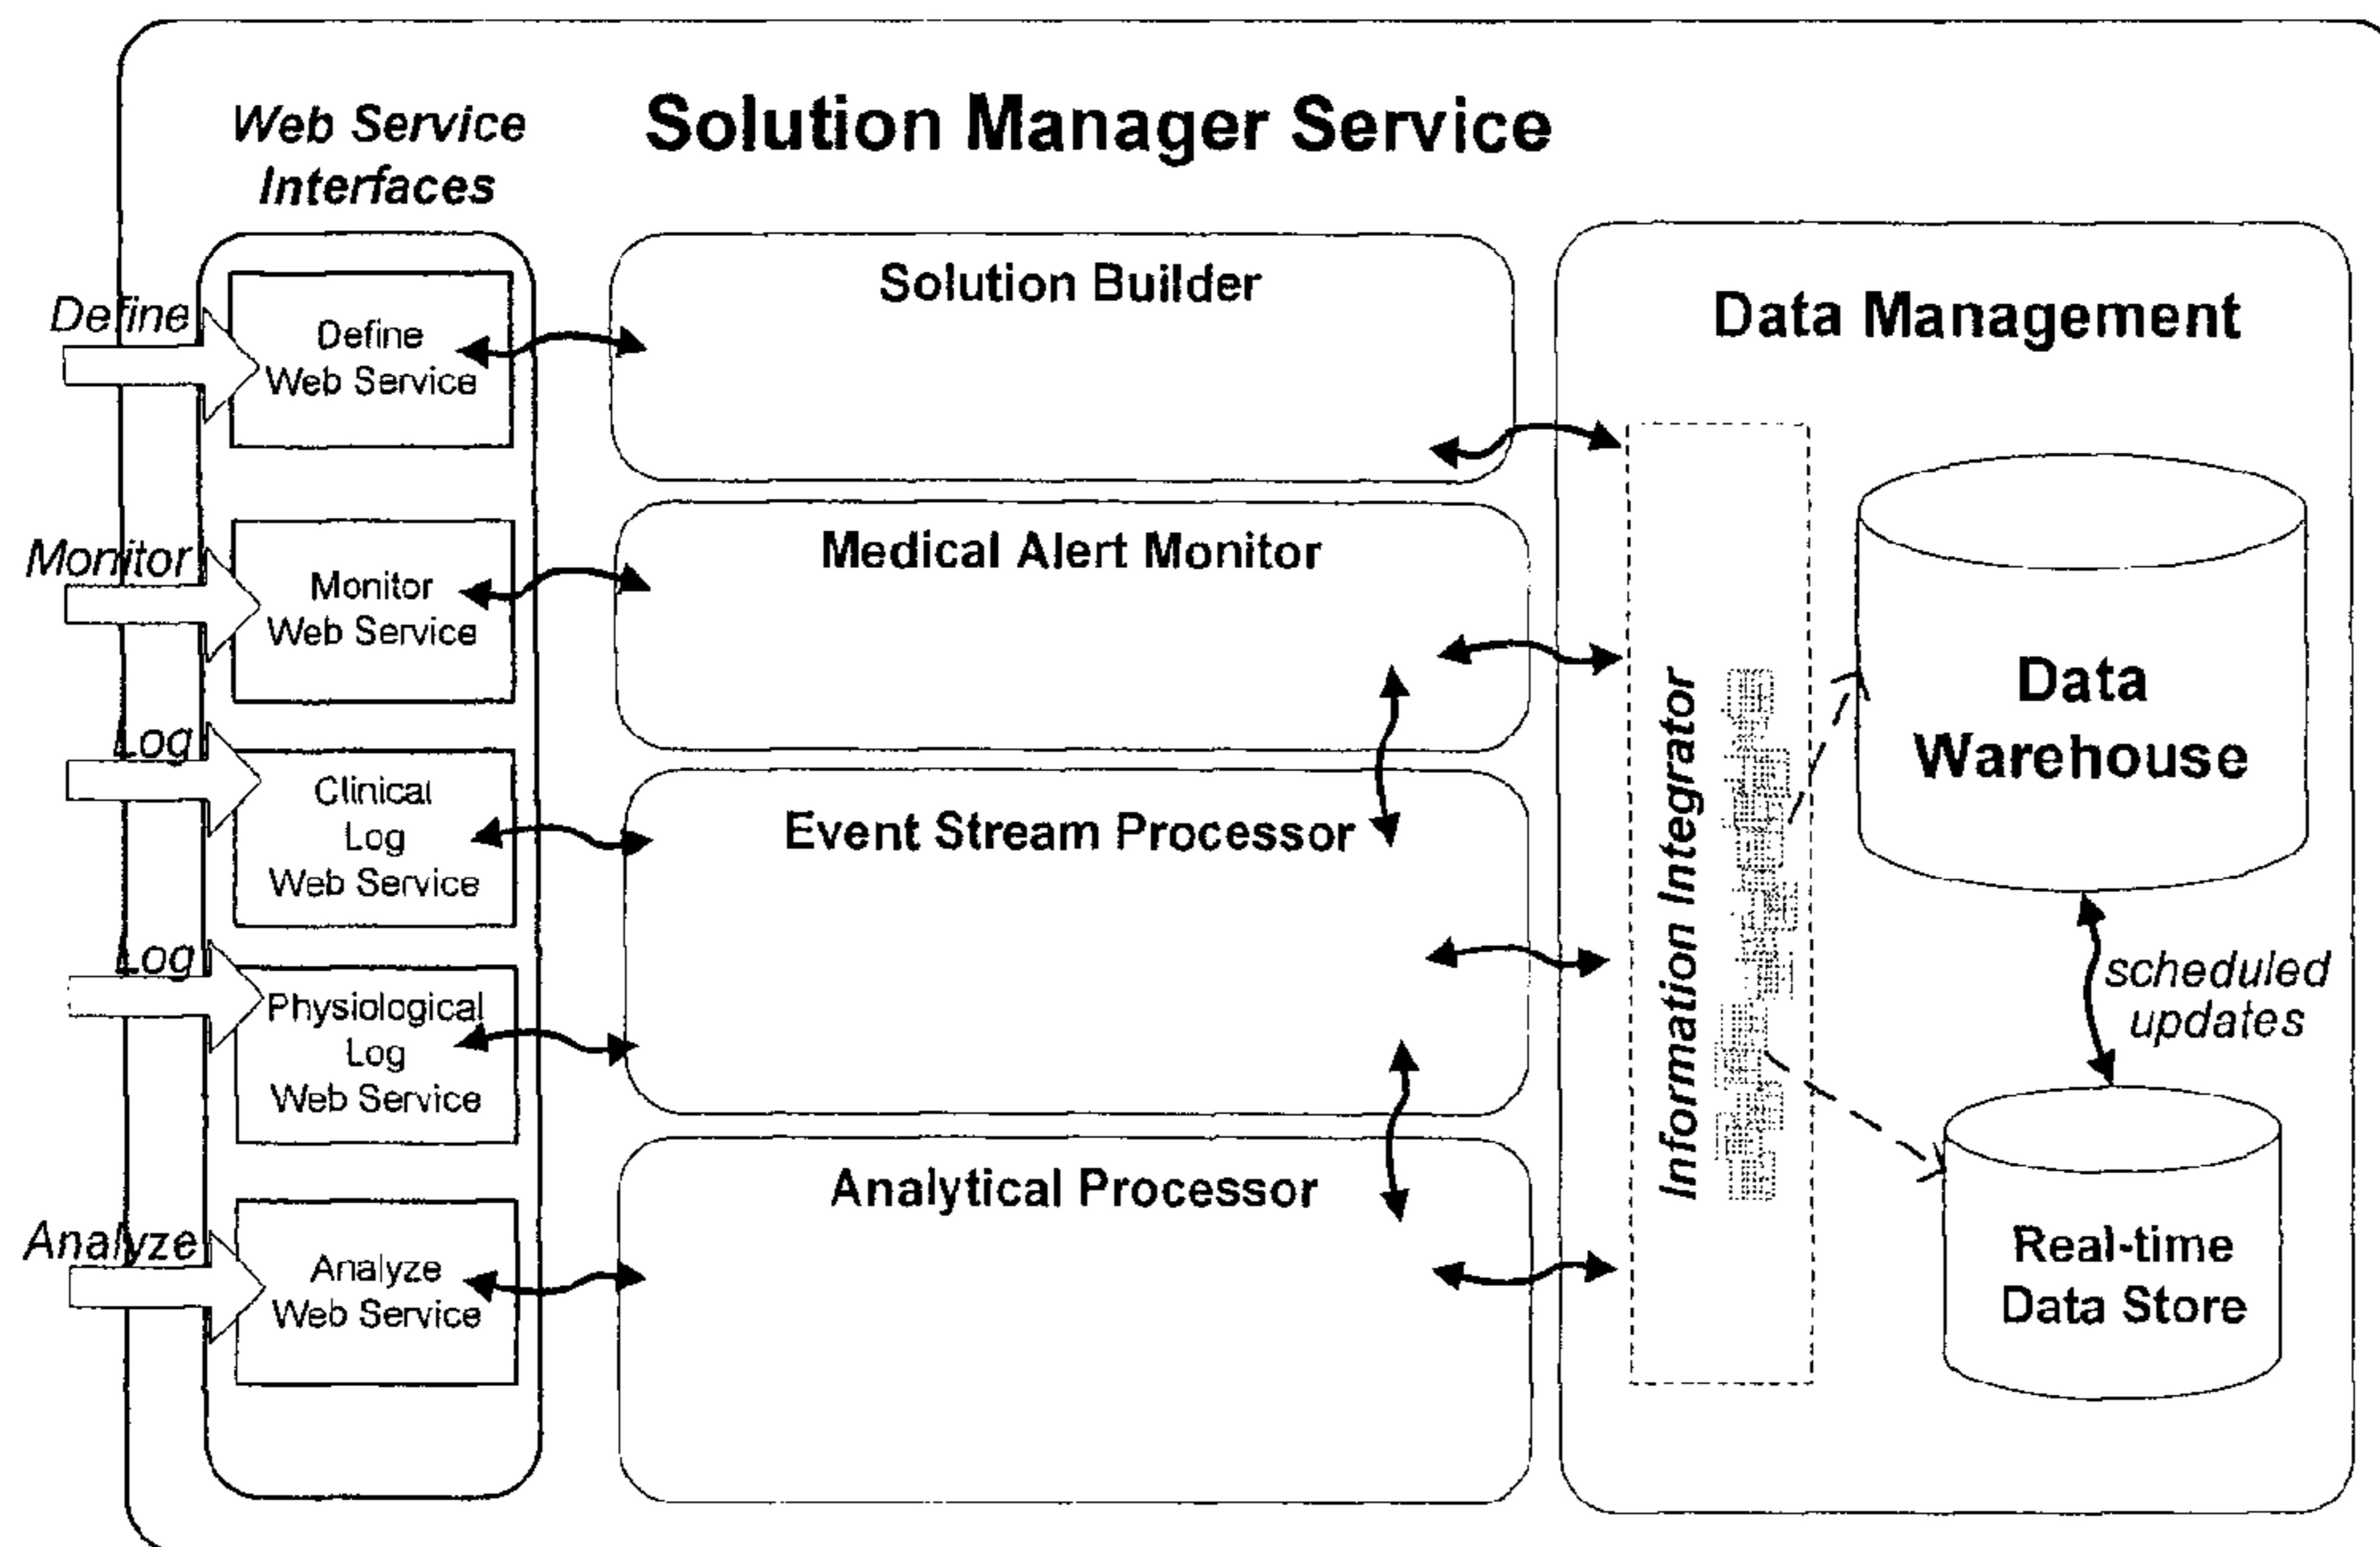 Solution Manager Service
Web Service
Interfaces
Define
Define
Web Service
Monitor
Monitor
Web Service
Log
Clinical
Log
Web Service
Log
Physiological
Log
Web Service
Analyze
Analyze
Web Service
Solution Builder
Medical Alert Monitor
Event Stream Processor
Analytical Processor
Data Management
Information Integrator
Data
Warehouse
scheduled
updates
Real-time
Data Store